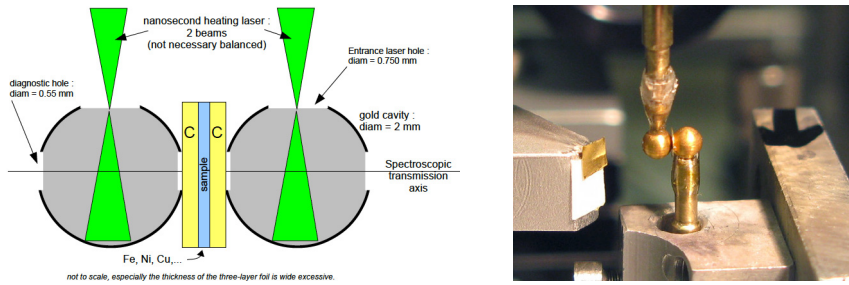 nanosecond heating laser :
2 beams
(not necessary balanced)
Entrance laser hole :
diam = 0.750 mm
diagnostic hole :
diam = 0.55 mm
gold cavity :
diam = 2 mm
C
C
sample
Spectroscopic
transmission
axis
Fe, Ni, Cu,...
not to scale, especially the thickness of the three-layer foil is wide excessive.